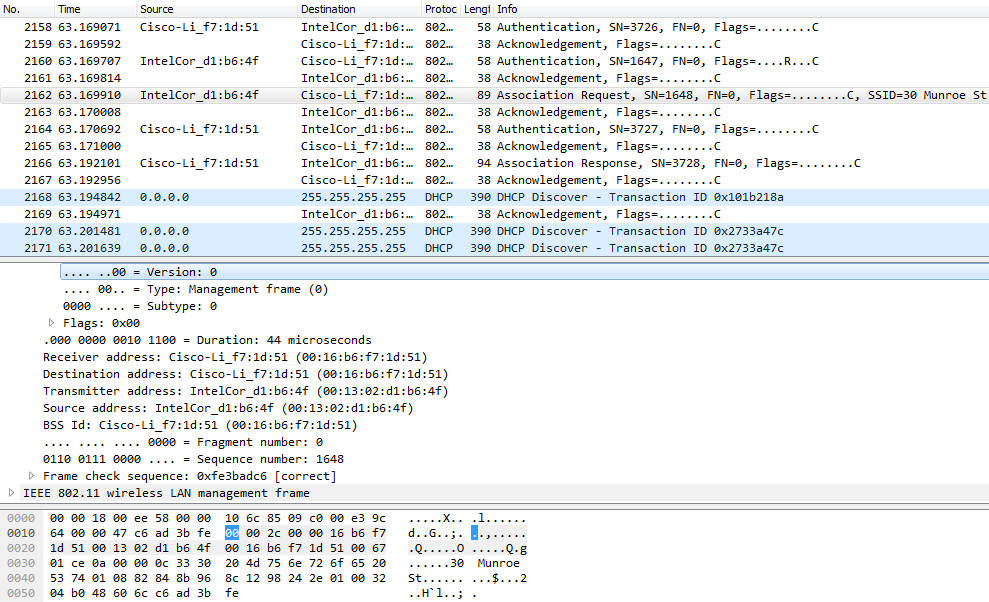 No. Time Source Destination Protoc Lengt Info
2158 63.169071 Cisco-Li_f7:1d:51 IntelCor_d1:b6:… 802… 58 Authentication, SN=3726, FN=0, Flags=........C
2159 63.169592 Cisco-Li_f7:1d:… 802… 38 Acknowledgement, Flags=........C
2160 63.169707 IntelCor_d1:b6:4f Cisco-Li_f7:1d:… 802… 58 Authentication, SN=1647, FN=0, Flags=....R...C
2161 63.169814 IntelCor_d1:b6:… 802… 38 Acknowledgement, Flags=........C
2162 63.169910 IntelCor_d1:b6:4f Cisco-Li_f7:1d:… 802… 89 Association Request, SN=1648, FN=0, Flags=........C, SSID=30 Munroe St
2163 63.170008 IntelCor_d1:b6:… 802… 38 Acknowledgement, Flags=........C
2164 63.170692 Cisco-Li_f7:1d:51 IntelCor_d1:b6:… 802… 58 Authentication, SN=3727, FN=0, Flags=........C
2165 63.171000 Cisco-Li_f7:1d:… 802… 38 Acknowledgement, Flags=........C
2166 63.192101 Cisco-Li_f7:1d:51 IntelCor_d1:b6:… 802… 94 Association Response, SN=3728, FN=0, Flags=........C
2167 63.192956 Cisco-Li_f7:1d:… 802… 38 Acknowledgement, Flags=........C
2168 63.194842 0.0.0.0 255.255.255.255 DHCP 390 DHCP Discover - Transaction ID 0x101b218a
2169 63.194971 IntelCor_d1:b6:… 802… 38 Acknowledgement, Flags=........C
2170 63.201481 0.0.0.0 255.255.255.255 DHCP 390 DHCP Discover - Transaction ID 0x2733a47c
2171 63.201639 0.0.0.0 255.255.255.255 DHCP 390 DHCP Discover - Transaction ID 0x2733a47c
.... ..00 = Version: 0
.... 00.. = Type: Management frame (0)
0000 .... = Subtype: 0
Flags: 0x00
.000 0000 0010 1100 = Duration: 44 microseconds
Receiver address: Cisco-Li_f7:1d:51 (00:16:b6:f7:1d:51)
Destination address: Cisco-Li_f7:1d:51 (00:16:b6:f7:1d:51)
Transmitter address: IntelCor_d1:b6:4f (00:13:02:d1:b6:4f)
Source address: IntelCor_d1:b6:4f (00:13:02:d1:b6:4f)
BSS Id: Cisco-Li_f7:1d:51 (00:16:b6:f7:1d:51)
.... .... .... 0000 = Fragment number: 0
0110 0111 0000 .... = Sequence number: 1648
Frame check sequence: 0xfe3badc6 [correct]
IEEE 802.11 wireless LAN management frame
0000 00 00 18 00 ee 58 00 00 10 6c 85 09 c0 00 e3 9c .....X.. .l......
0010 64 00 00 47 c6 ad 3b fe 00 00 2c 00 00 16 b6 f7 d..G..;. ..,.....
0020 1d 51 00 13 02 d1 b6 4f 00 16 b6 f7 1d 51 00 67 .Q.....O .....Q.g
0030 01 ce 0a 00 00 0c 33 30 20 4d 75 6e 72 6f 65 20 ......30 Munroe
0040 53 74 01 08 82 84 8b 96 8c 12 98 24 2e 01 00 32 St...... ...$...2
0050 04 b0 48 60 6c c6 ad 3b fe ..H`l..; .